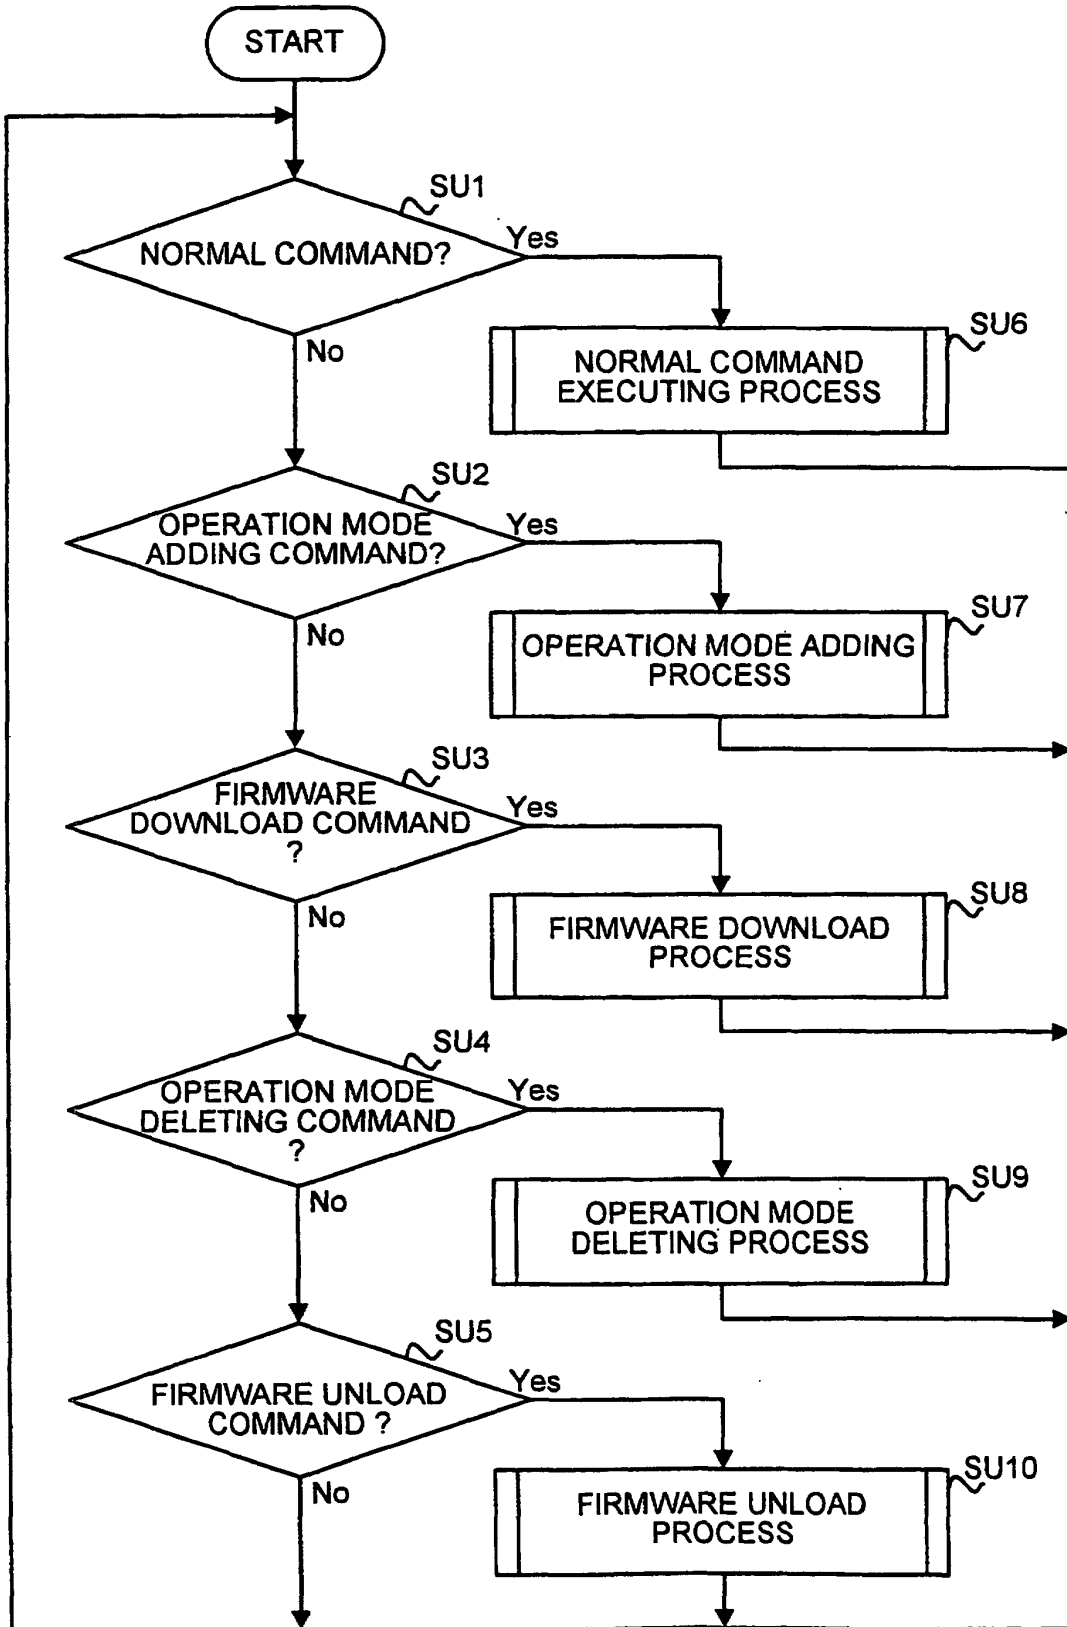 START
SU1
NORMAL COMMAND?
Yes
No
SU6
NORMAL COMMAND
EXECUTING PROCESS
SU2
OPERATION MODE
ADDING COMMAND?
Yes
No
SU7
OPERATION MODE ADDING
PROCESS
SU3
FIRMWARE
DOWNLOAD COMMAND
?
Yes
No
SU8
FIRMWARE DOWNLOAD
PROCESS
SU4
OPERATION MODE
DELETING COMMAND
?
Yes
No
SU9
OPERATION MODE
DELETING PROCESS
SU5
FIRMWARE UNLOAD
COMMAND ?
Yes
No
SU10
FIRMWARE UNLOAD
PROCESS